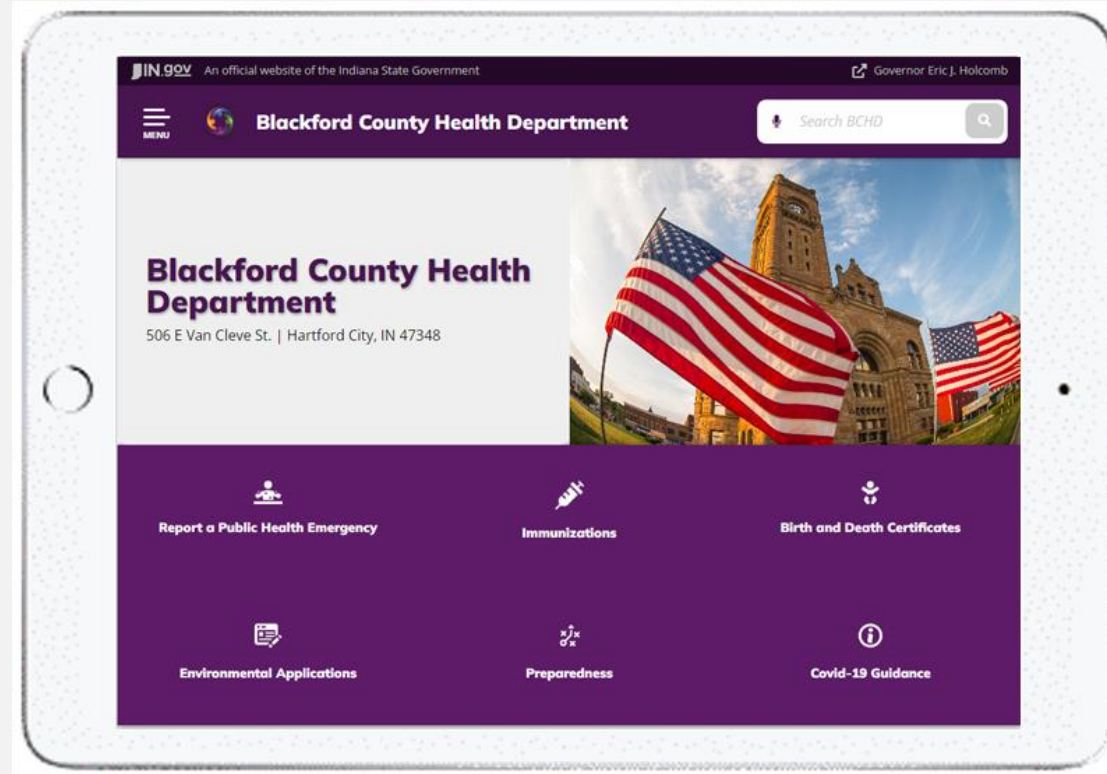 IN.gov An official website of the Indiana State Government
Governor Eric J. Holcomb
MENU
Blackford County Health Department
Search BCHD
Blackford County Health
Department
506 E Van Cleve St. | Hartford City, IN 47348
Report a Public Health Emergency
Immunizations
Birth and Death Certificates
Environmental Applications
Preparedness
Covid-19 Guidance